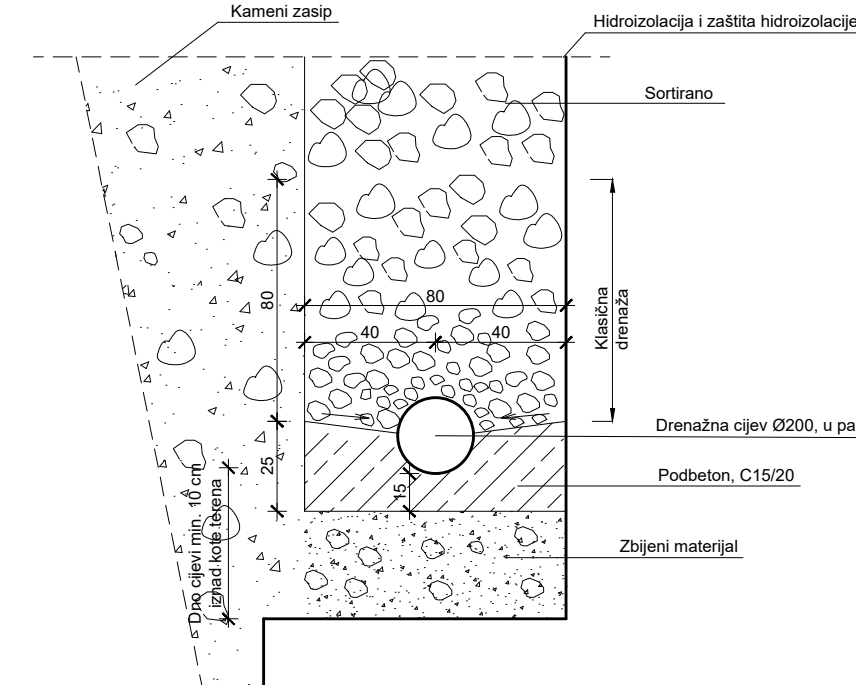 Kameni zasip
Hidroizolacija i zaštita hidroizolacije
Sortirano
80
80
40
40
Klasična
drenaža
Drenažna cijev Ø200, u pa
25
15
Podbeton, C15/20
Dno cijevi min. 10 cm
iznad kote terena
Zbijeni materijal